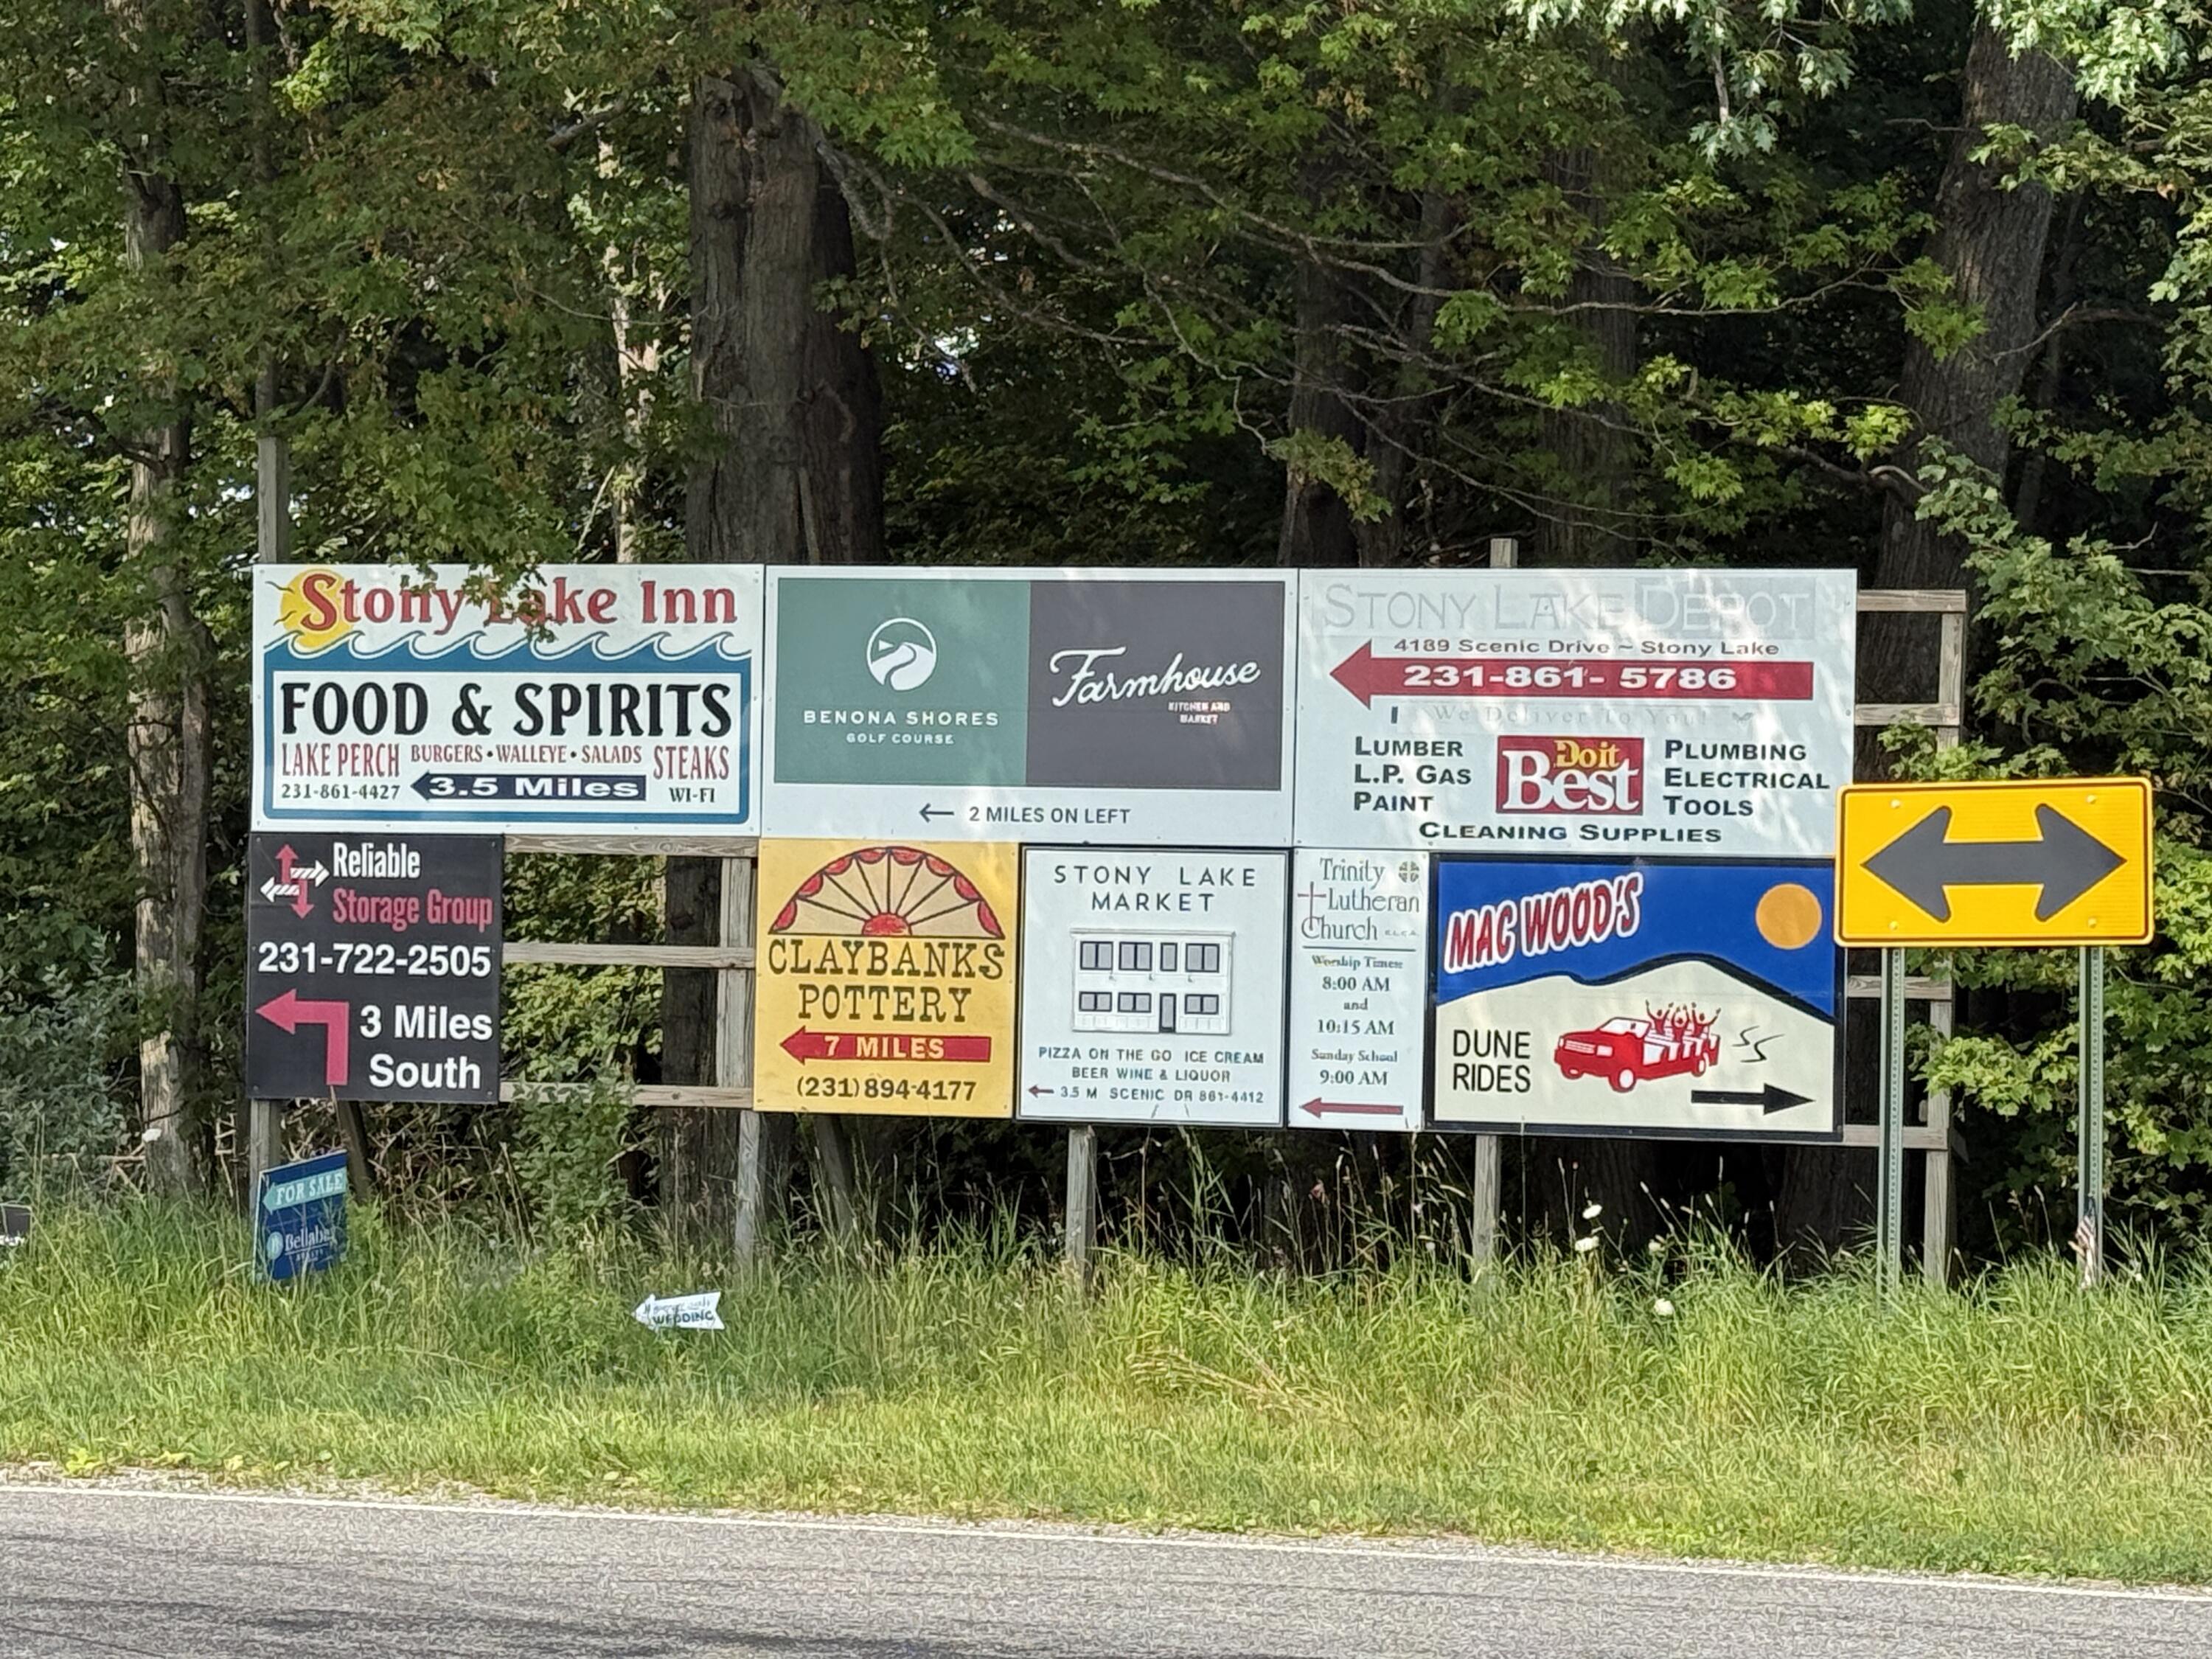 Stony Lake Inn
FOOD & SPIRITS
LAKE PERCH BURGERS • WALLEYE • SALADS STEAKS
231-861-4427 3.5 Miles WI-FI
BENONA SHORES
GOLF COURSE
Farmhouse
KITCHEN AND
MARKET
2 MILES ON LEFT
STONY LAKE DEPOT
4189 Scenic Drive ~ Stony Lake
231-861- 5786
We Deliver To You!
LUMBER
L.P. GAS
PAINT
Do it
Best
PLUMBING
ELECTRICAL
TOOLS
CLEANING SUPPLIES
Reliable
Storage Group
231-722-2505
3 Miles
South
CLAYBANKS
POTTERY
7 MILES
(231) 894-4177
STONY LAKE
MARKET
PIZZA ON THE GO ICE CREAM
BEER WINE & LIQUOR
3.5 M SCENIC DR 861-4412
Trinity
Lutheran
Church E.L.C.A.
Worship Times:
8:00 AM
and
10:15 AM
Sunday School
9:00 AM
MAC WOOD'S
DUNE
RIDES
FOR SALE
WEDDING